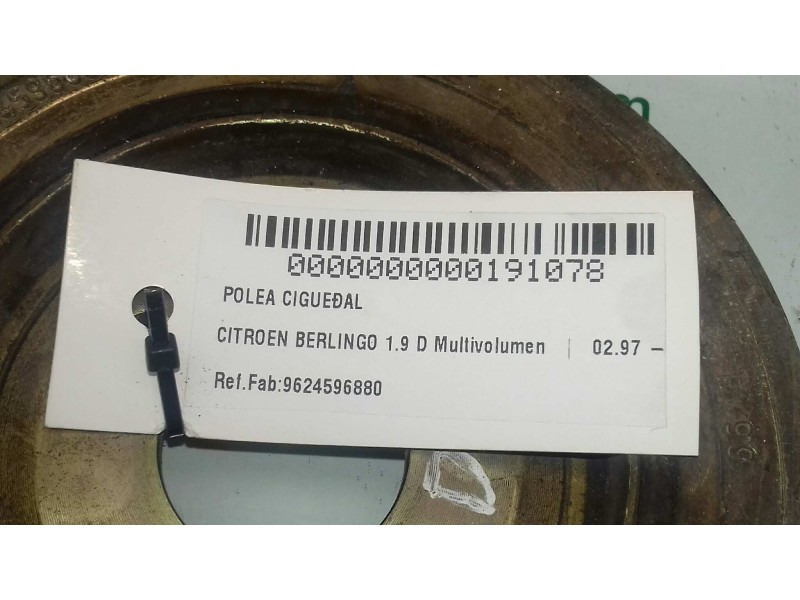 0000000000191078
POLEA CIGUEÐAL
CITROEN BERLINGO 1.9 D Multivolumen | 02.97 –
Ref.Fab:9624596880
D